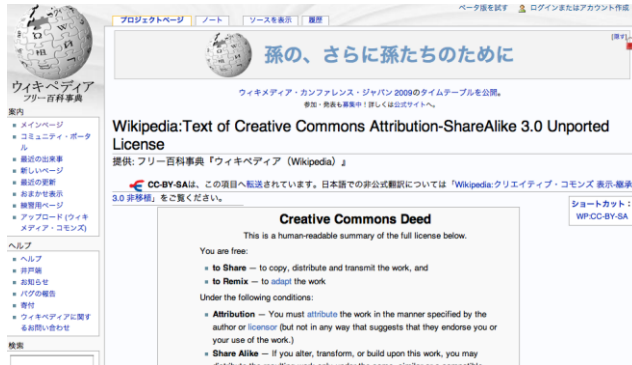 ベータ版を試す ログインまたはアカウント作成
プロジェクトページ ノート ソースを表示 履歴
[隠す]
孫の、さらに孫たちのために
ウィキメディア・カンファレンス・ジャパン 2009のタイムテーブルを公開。
参加・発表も募集中！詳しくは公式サイトへ。
ウィキペディア
フリー百科事典
Wikipedia:Text of Creative Commons Attribution-ShareAlike 3.0 Unported
License
提供: フリー百科事典『ウィキペディア（Wikipedia）』
CC-BY-SAは、この項目へ転送されています。日本語での非公式翻訳については「Wikipedia:クリエイティブ・コモンズ 表示-継承
3.0 非移植」をご覧ください。
ショートカット：
WP:CC-BY-SA
Creative Commons Deed
This is a human-readable summary of the full license below.
You are free:
to Share — to copy, distribute and transmit the work, and
to Remix — to adapt the work
Under the following conditions:
Attribution — You must attribute the work in the manner specified by the
author or licensor (but not in any way that suggests that they endorse you or
your use of the work.)
Share Alike — If you alter, transform, or build upon this work, you may
案内
メインページ
コミュニティ・ポータ
ル
最近の出来事
新しいページ
最近の更新
おまかせ表示
練習用ページ
アップロード (ウィキ
メディア・コモンズ)
ヘルプ
ヘルプ
井戸端
お知らせ
バグの報告
寄付
ウィキペディアに関す
るお問い合わせ
検索